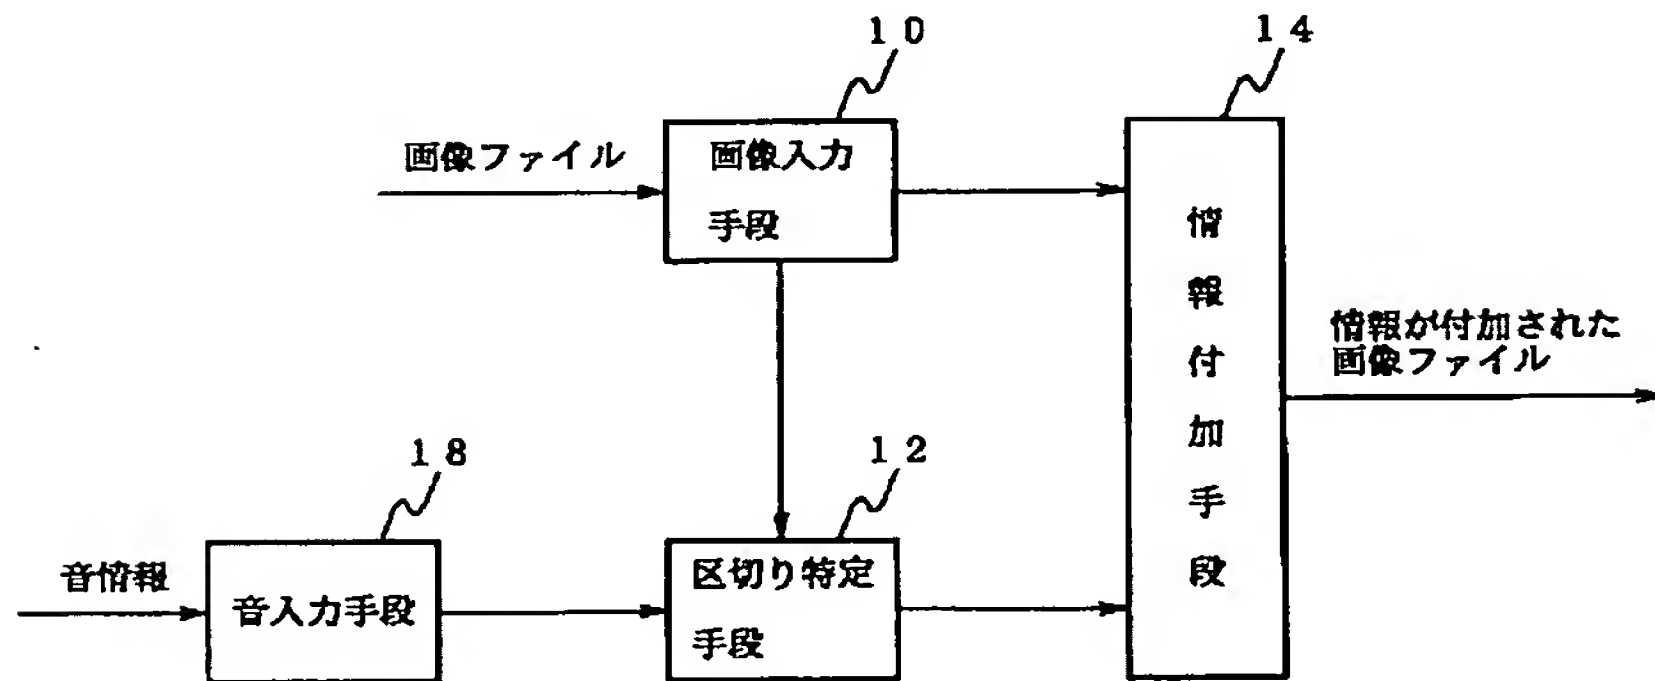 10
14
画像ファイル
画像入力
手段
情報付加手段
情報が付加された
画像ファイル
18
12
音情報
音入力手段
区切り特定
手段